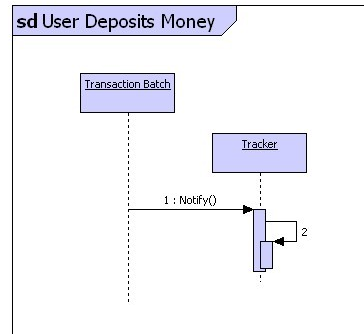 sd User Deposits Money
Transaction Batch
Tracker
1 : Notify()
2